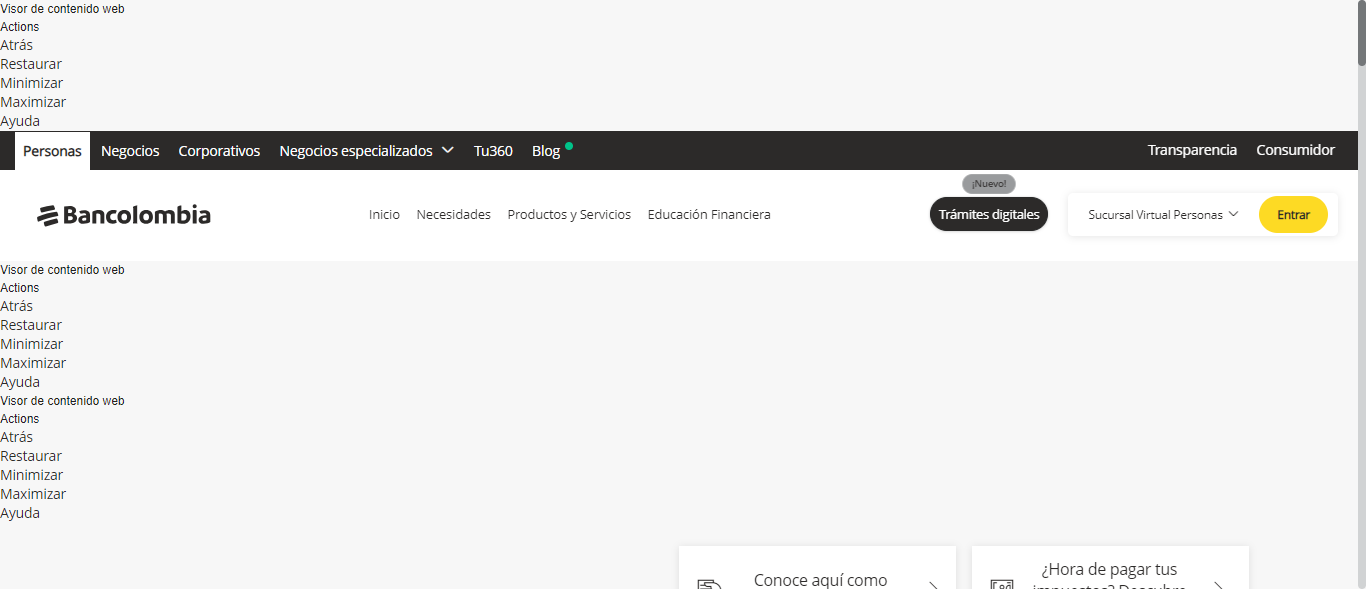 Visor de contenido web
Actions
Atrás
Restaurar
Minimizar
Maximizar
Ayuda
Personas Negocios Corporativos Negocios especializados Tu360 Blog Transparencia Consumidor
¡Nuevo!
Bancolombia Inicio Necesidades Productos y Servicios Educación Financiera Trámites digitales Sucursal Virtual Personas Entrar
Visor de contenido web
Actions
Atrás
Restaurar
Minimizar
Maximizar
Ayuda
Visor de contenido web
Actions
Atrás
Restaurar
Minimizar
Maximizar
Ayuda
Conoce aquí como
¿Hora de pagar tus
impuestos? Descubre